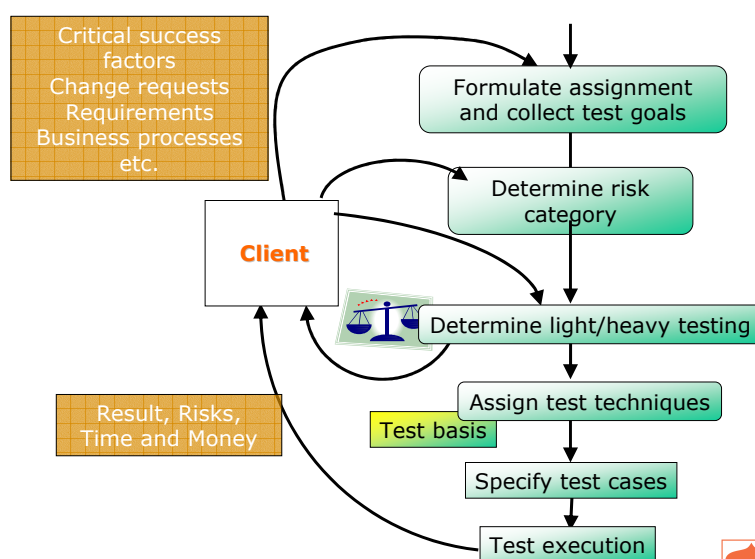 Critical success
factors
Change requests
Requirements
Business processes
etc.
Formulate assignment
and collect test goals
Determine risk
category
Client
Determine light/heavy testing
Result, Risks,
Time and Money
Assign test techniques
Test basis
Specify test cases
Test execution